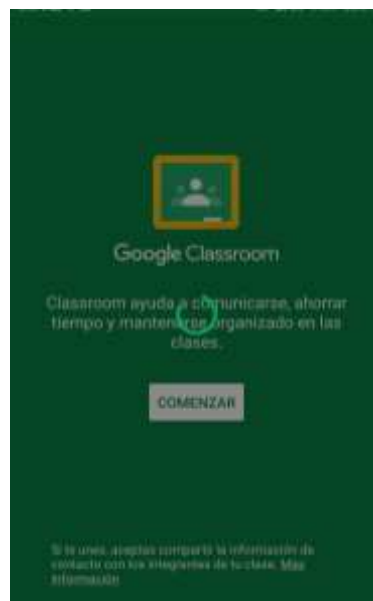 Google Classroom
Classroom ayuda a comunicarse, ahorrar
tiempo y mantenerse organizado en las
clases.
COMENZAR
Si te unes, aceptas compartir la información de
contacto con los integrantes de tu clase. Más
información